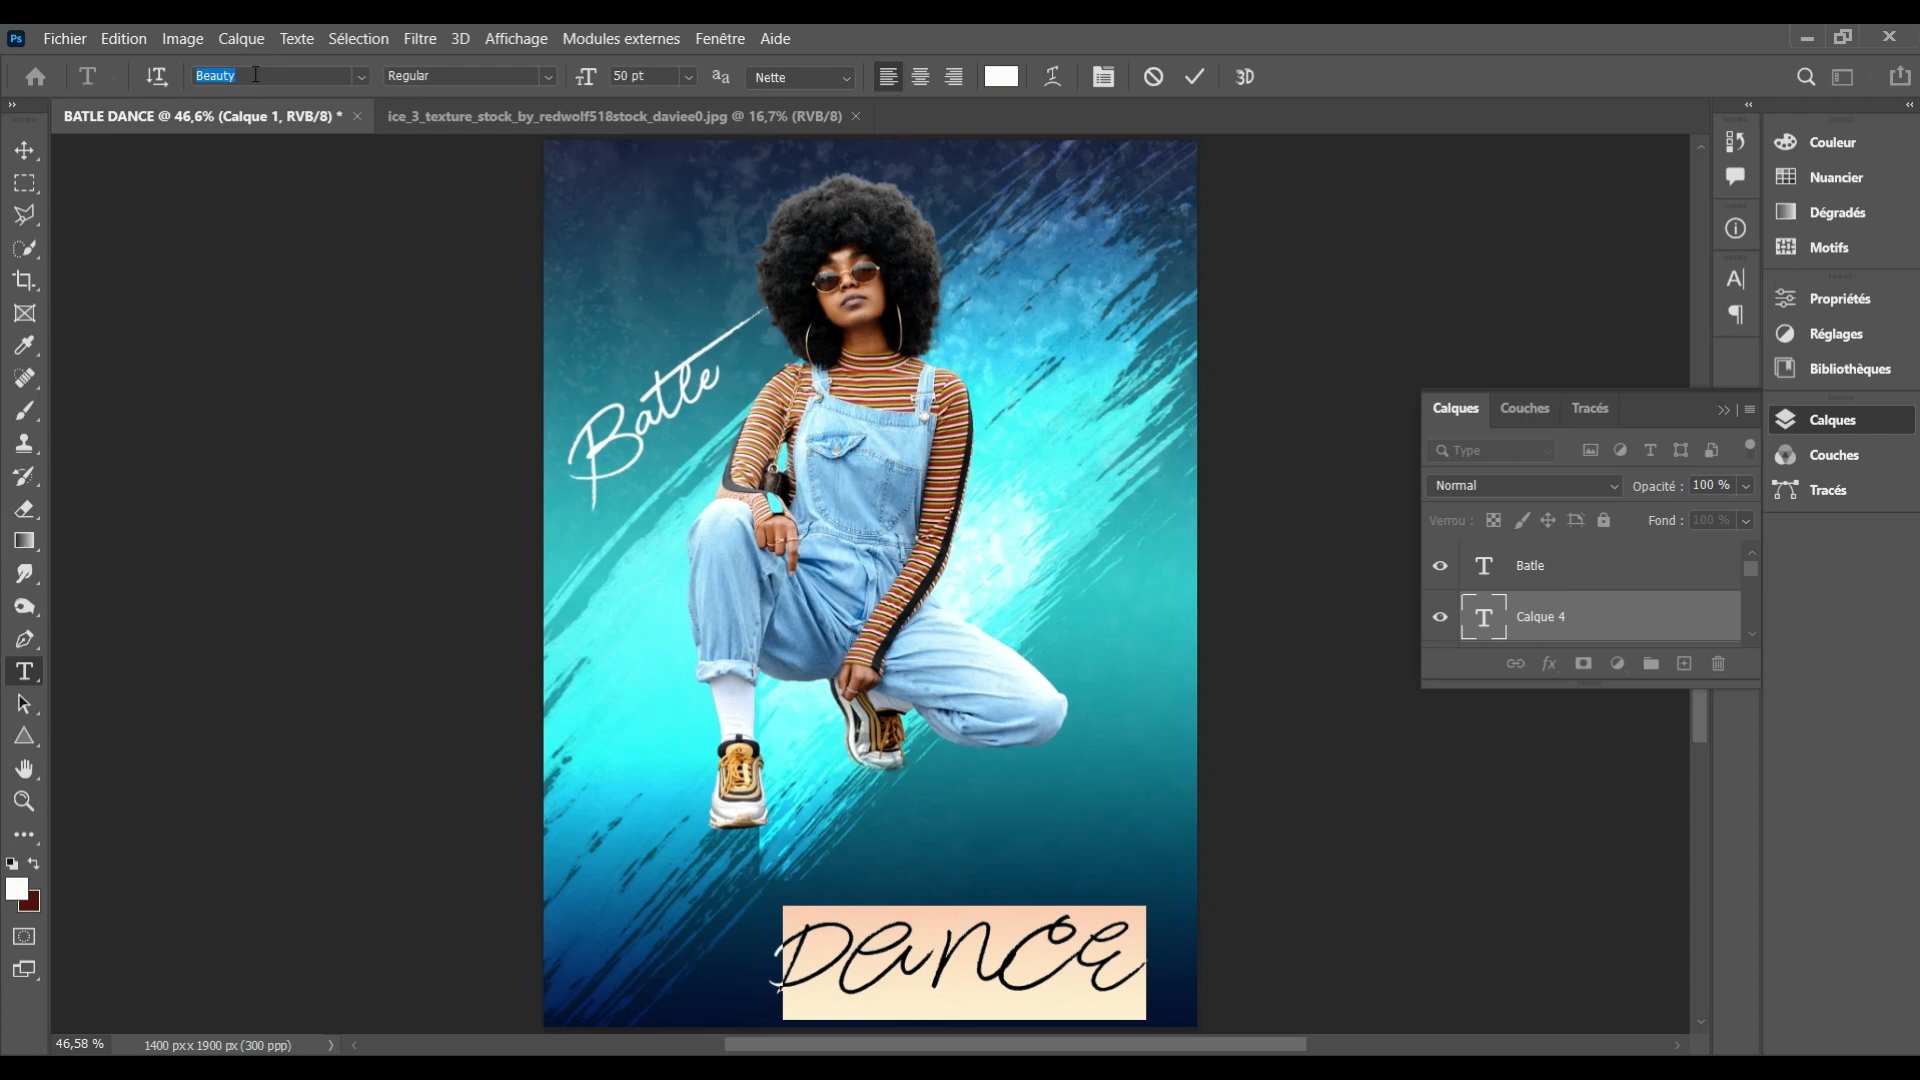 Ps Fichier Edition Image Calque Texte Sélection Filtre 3D Affichage Modules externes Fenêtre Aide
Beauty Regular 50 pt aa Nette 3D
BATLE DANCE @ 46,6% (Calque 1, RVB/8) * ice_3_texture_stock_by_redwolf518stock_daviee0.jpg @ 16,7% (RVB/8)
Couleur
Nuancier
Dégradés
Motifs
Propriétés
Réglages
Bibliothèques
Calques
Couches
Tracés
Batle
Dance
Calques Couches Tracés
Type
Normal Opacité : 100 %
Verrou : Fond : 100 %
Batle
Calque 4
46,58 % 1400 px x 1900 px (300 ppp)